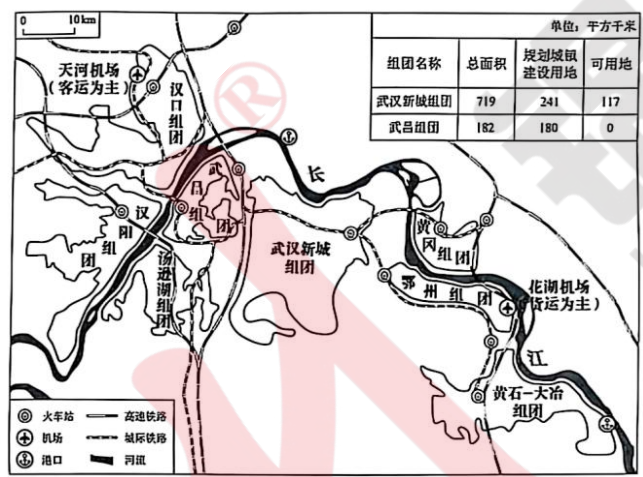 0 10km
单位：平方千米
组团名称 总面积 规划城镇建设用地 可用地
武汉新城组团 719 241 117
武昌组团 182 180 0
天河机场
（客运为主）
汉口组团
长
武昌组团
汉阳组团
汤逊湖组团
武汉新城
组团
黄冈组团
鄂州组团
花湖机场
（货运为主）
江
黄石—大冶
组团
火车站 高速铁路
机场 城际铁路
港口 河流
®